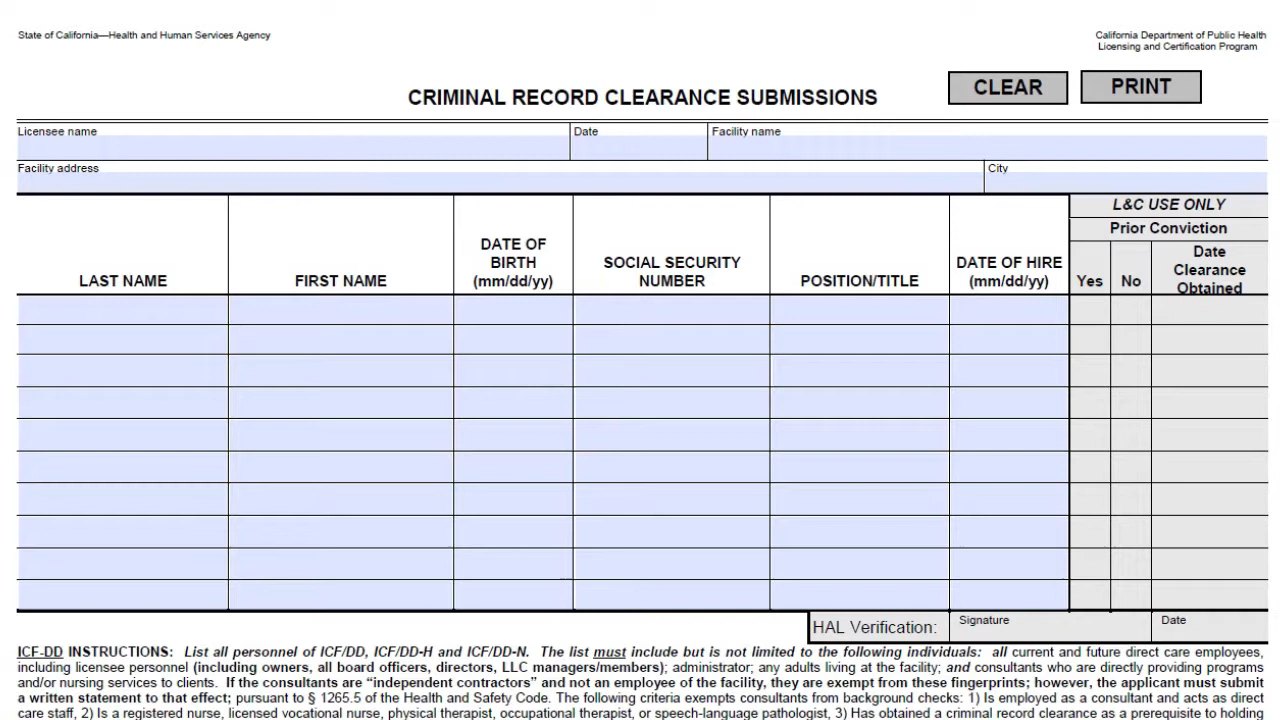 State of California—Health and Human Services Agency
California Department of Public Health
Licensing and Certification Program
CRIMINAL RECORD CLEARANCE SUBMISSIONS
CLEAR
PRINT
Licensee name
Date
Facility name
Facility address
City
LAST NAME
FIRST NAME
DATE OF
BIRTH
(mm/dd/yy)
SOCIAL SECURITY
NUMBER
POSITION/TITLE
DATE OF HIRE
(mm/dd/yy)
L&C USE ONLY
Prior Conviction
Yes
No
Date
Clearance
Obtained
HAL Verification:
Signature
Date
ICF-DD INSTRUCTIONS: List all personnel of ICF/DD, ICF/DD-H and ICF/DD-N. The list must include but is not limited to the following individuals: all current and future direct care employees,
including licensee personnel (including owners, all board officers, directors, LLC managers/members); administrator; any adults living at the facility; and consultants who are directly providing programs
and/or nursing services to clients. If the consultants are “independent contractors” and not an employee of the facility, they are exempt from these fingerprints; however, the applicant must submit
a written statement to that effect; pursuant to § 1265.5 of the Health and Safety Code. The following criteria exempts consultants from background checks: 1) Is employed as a consultant and acts as direct
care staff, 2) Is a registered nurse, licensed vocational nurse, physical therapist, occupational therapist, or speech-language pathologist, 3) Has obtained a criminal record clearance as a prerequisite to holding